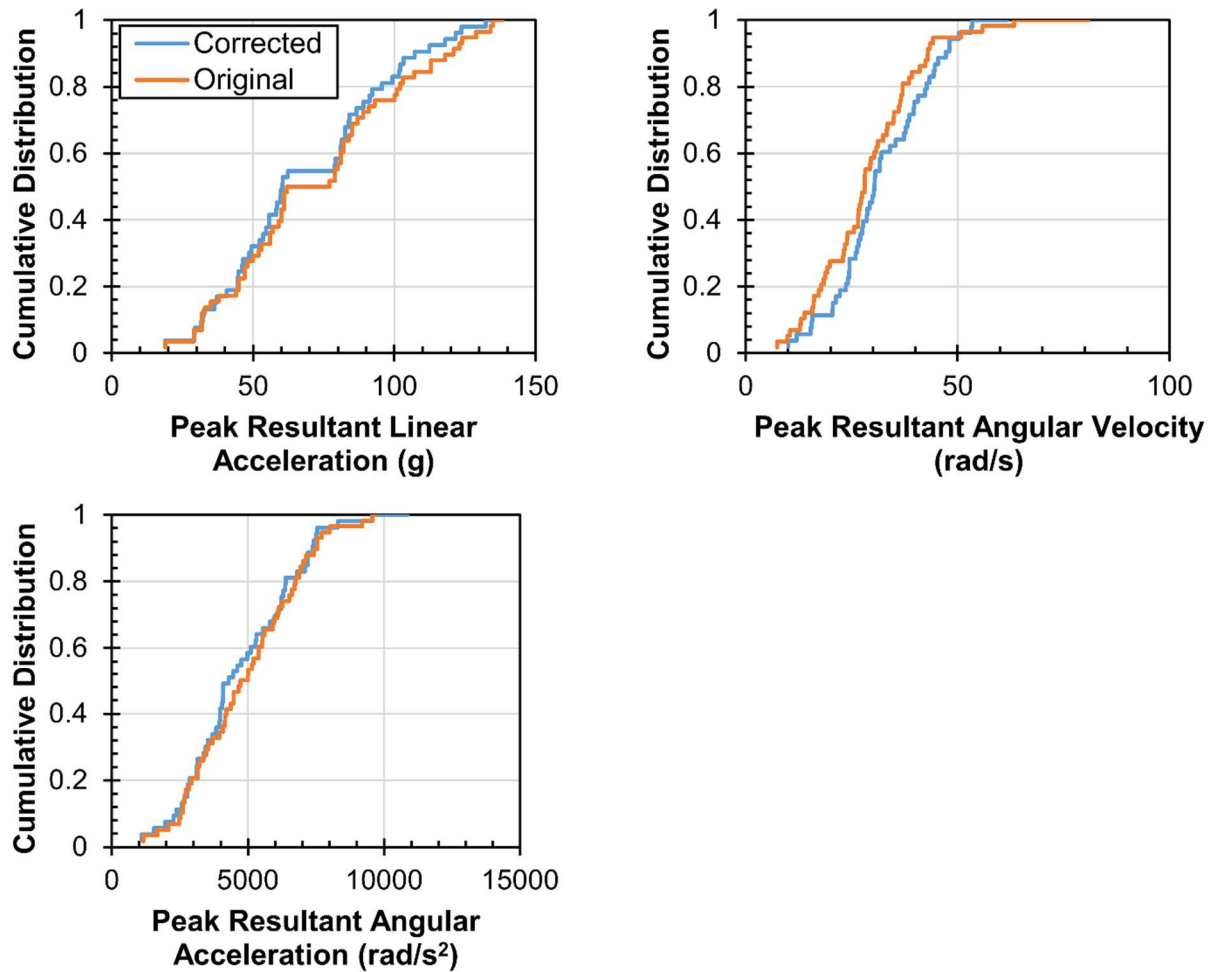 Cumulative Distribution
1
0.8
0.6
0.4
0.2
0
Corrected
Original
0 50 100 150
Peak Resultant Linear
Acceleration (g)
Cumulative Distribution
1
0.8
0.6
0.4
0.2
0
0 50 100
Peak Resultant Angular Velocity
(rad/s)
Cumulative Distribution
1
0.8
0.6
0.4
0.2
0
0 5000 10000 15000
Peak Resultant Angular
Acceleration (rad/s²)